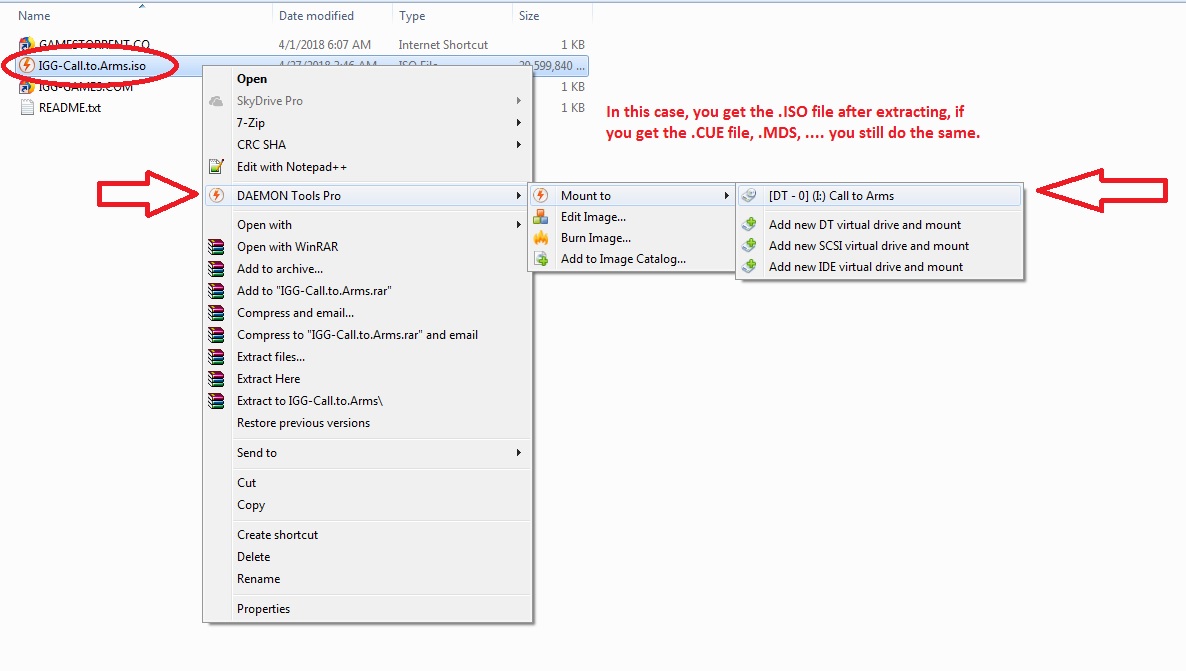 Name Date modified Type Size
GAMESTORRENT.CO 4/1/2018 6:07 AM Internet Shortcut 1 KB
IGG-Call.to.Arms.iso 4/27/2018 3:46 AM ISO File 20,599,840 ...
IGG-GAMES.COM 1 KB
README.txt 1 KB
In this case, you get the .ISO file after extracting, if
you get the .CUE file, .MDS, .... you still do the same.
Open
SkyDrive Pro
7-Zip
CRC SHA
Edit with Notepad++
DAEMON Tools Pro
Open with
Open with WinRAR
Add to archive...
Add to "IGG-Call.to.Arms.rar"
Compress and email...
Compress to "IGG-Call.to.Arms.rar" and email
Extract files...
Extract Here
Extract to IGG-Call.to.Arms\
Restore previous versions
Send to
Cut
Copy
Create shortcut
Delete
Rename
Properties
Mount to
Edit Image...
Burn Image...
Add to Image Catalog...
[DT - 0] (I:) Call to Arms
Add new DT virtual drive and mount
Add new SCSI virtual drive and mount
Add new IDE virtual drive and mount